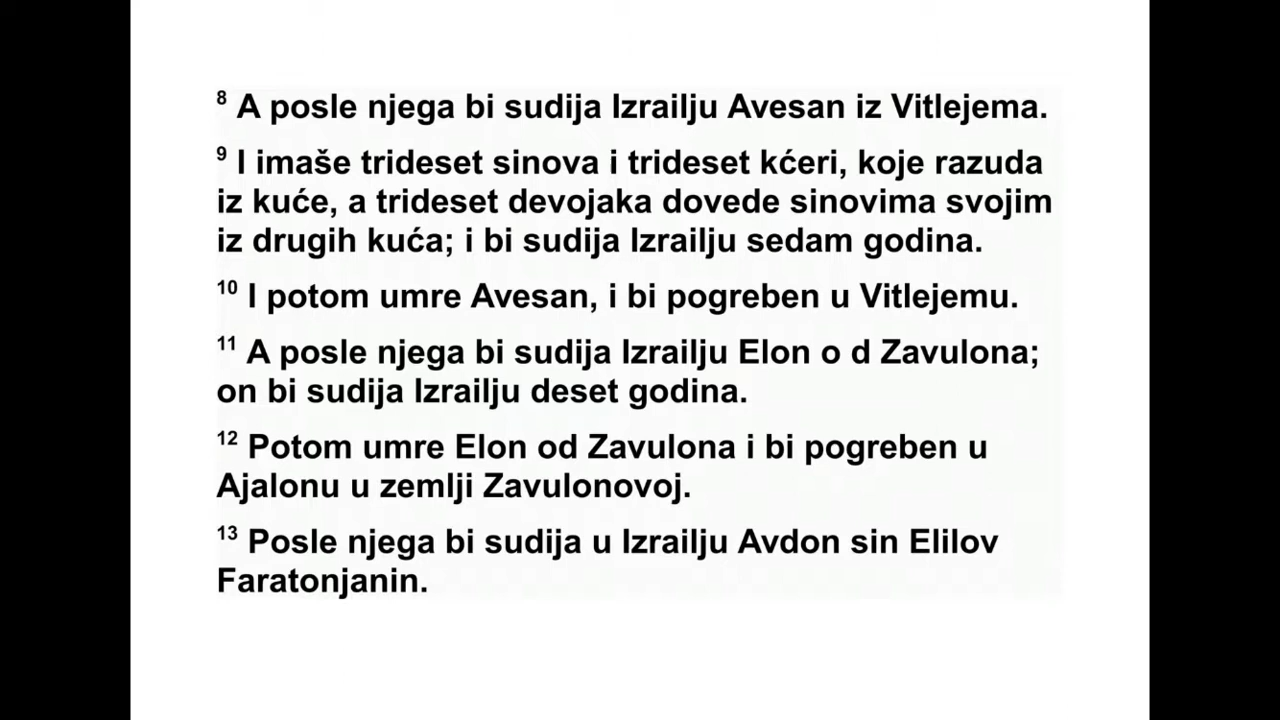 8 A posle njega bi sudija Izrailju Avesan iz Vitlejema.
9 I imaše trideset sinova i trideset kćeri, koje razuda
iz kuće, a trideset devojaka dovede sinovima svojim
iz drugih kuća; i bi sudija Izrailju sedam godina.
10 I potom umre Avesan, i bi pogreben u Vitlejemu.
11 A posle njega bi sudija Izrailju Elon o d Zavulona;
on bi sudija Izrailju deset godina.
12 Potom umre Elon od Zavulona i bi pogreben u
Ajalonu u zemlji Zavulonovoj.
13 Posle njega bi sudija u Izrailju Avdon sin Elilov
Faratonjanin.